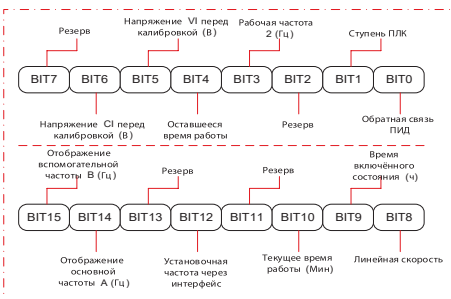 Резерв
Напряжение VI перед
калибровкой (В)
Рабочая частота
2 (Гц)
Ступень ПЛК
BIT7 BIT6 BIT5 BIT4 BIT3 BIT2 BIT1 BIT0
Напряжение CI перед
калибровкой (В)
Оставшееся
время работы
Резерв
Обратная связь
ПИД
Отображение
вспомогательной
частоты B (Гц)
Резерв
Резерв
Время
включённого
состояния (ч)
BIT15 BIT14 BIT13 BIT12 BIT11 BIT10 BIT9 BIT8
Отображение
основной
частоты A (Гц)
Установочная
частота через
интерфейс
Текущее время
работы (Мин)
Линейная скорость